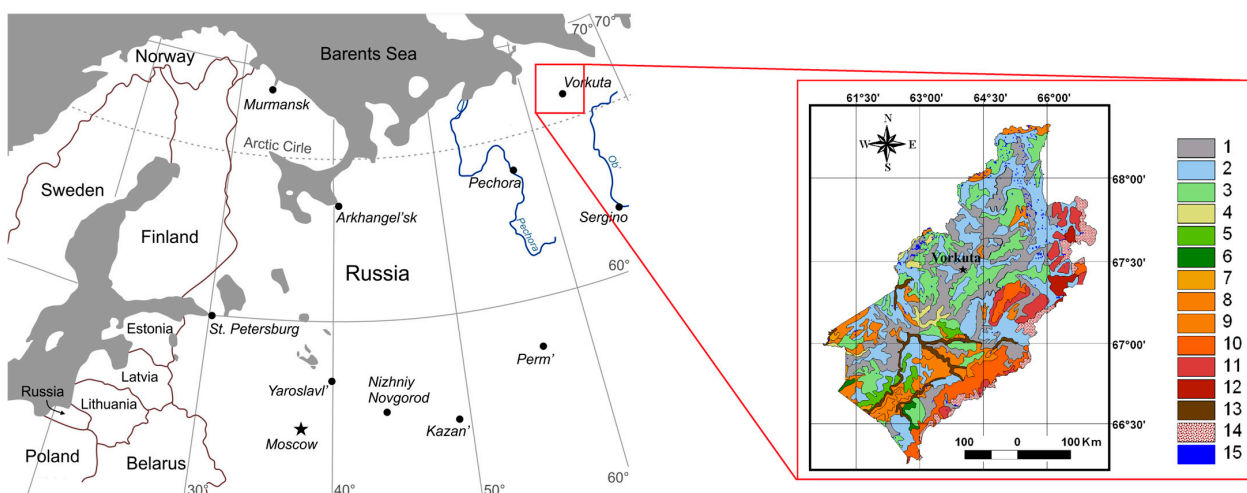 70°
70°
Norway
Barents Sea
Vorkuta
Murmansk
Arctic Cirle
Ob'
Pechora
Sweden
Arkhangel'sk
Sergino
Pechora
Finland
Russia
60°
Estonia
St. Petersburg
Perm'
Latvia
Russia
Yaroslavl'
Nizhniy
Novgorod
Lithuania
Moscow
Kazan'
Poland
Belarus
30°
40°
50°
60°
61°30'
63°00'
64°30'
66°00'
N
W
E
S
68°00'
Vorkuta
67°30'
67°00'
66°30'
100
0
100 Km
1
2
3
4
5
6
7
8
9
10
11
12
13
14
15